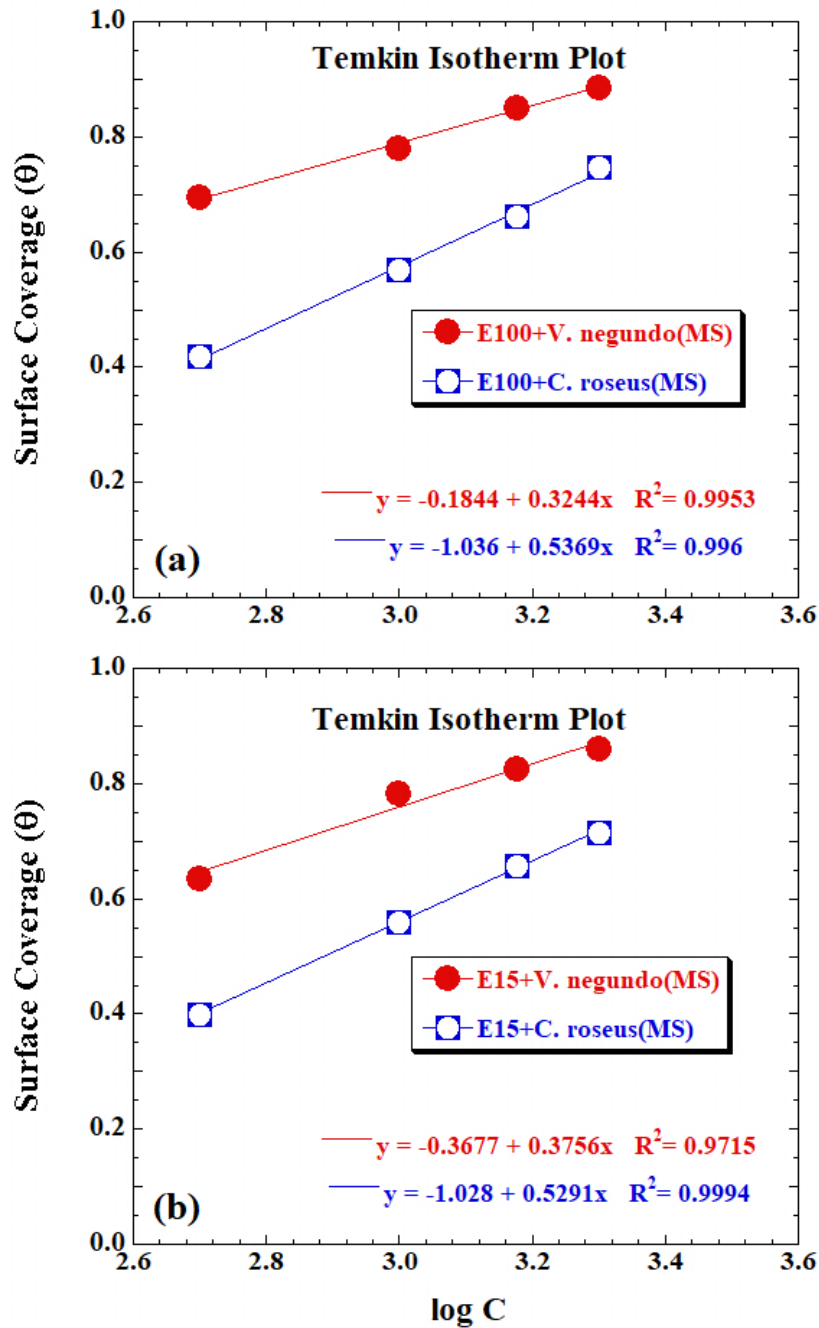 Temkin Isotherm Plot
Surface Coverage (θ)
1.0
0.8
0.6
0.4
0.2
0.0
E100+V. negundo(MS)
E100+C. roseus(MS)
y = -0.1844 + 0.3244x R²= 0.9953
y = -1.036 + 0.5369x R²= 0.996
(a)
2.6 2.8 3.0 3.2 3.4 3.6
Temkin Isotherm Plot
Surface Coverage (θ)
1.0
0.8
0.6
0.4
0.2
0.0
E15+V. negundo(MS)
E15+C. roseus(MS)
y = -0.3677 + 0.3756x R²= 0.9715
y = -1.028 + 0.5291x R²= 0.9994
(b)
2.6 2.8 3.0 3.2 3.4 3.6
log C